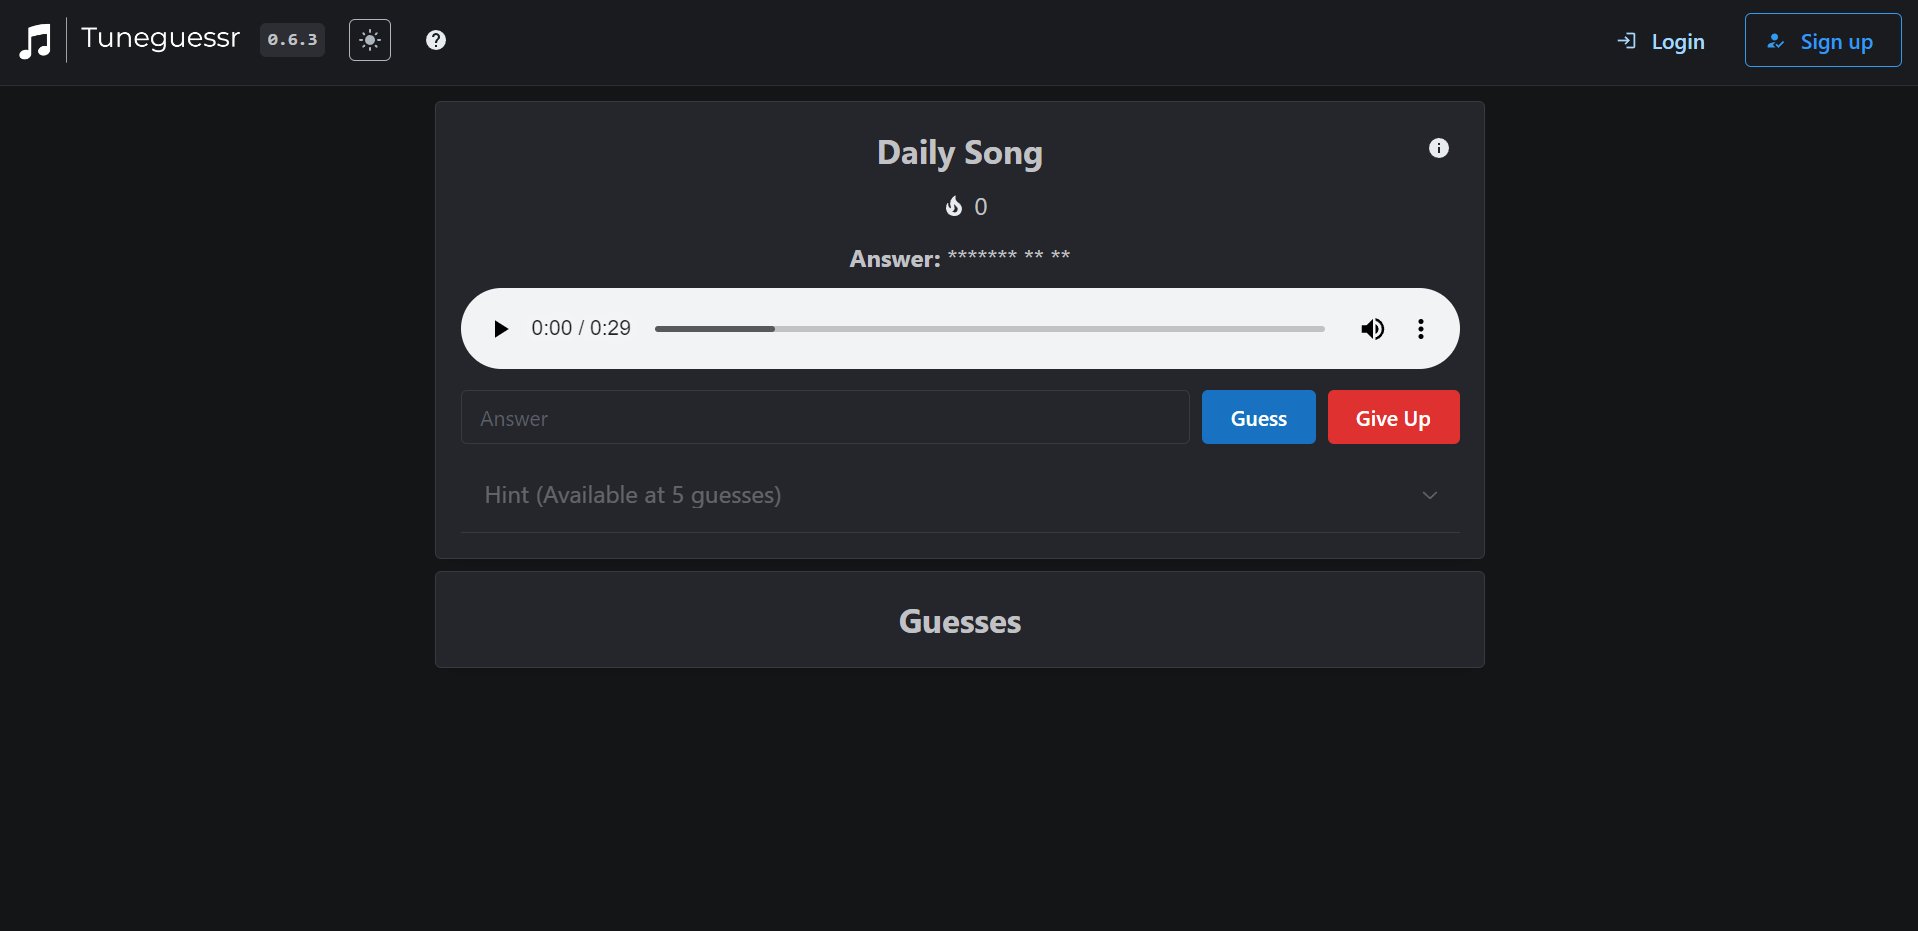 Tuneguessr 0.6.3 Login Sign up
Daily Song
0
Answer: ******* ** **
0:00 / 0:29
Answer Guess Give Up
Hint (Available at 5 guesses)
Guesses